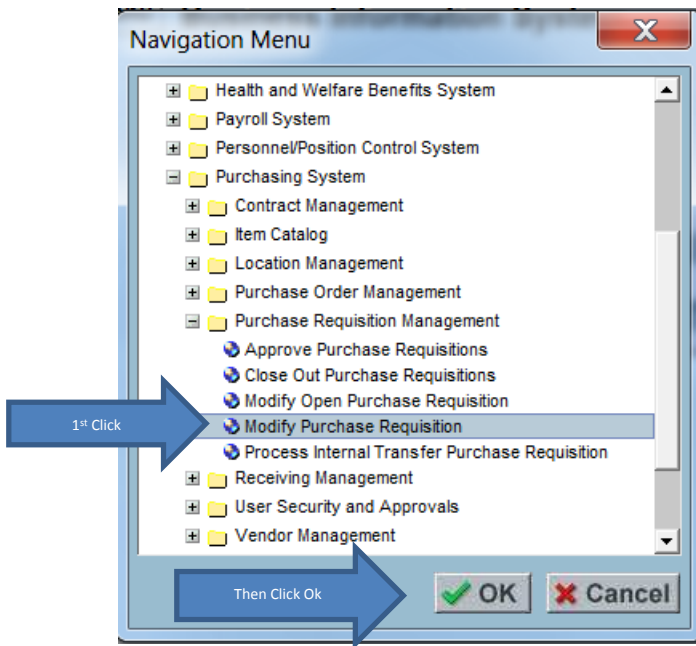 Navigation Menu
X
Health and Welfare Benefits System
Payroll System
Personnel/Position Control System
Purchasing System
Contract Management
Item Catalog
Location Management
Purchase Order Management
Purchase Requisition Management
Approve Purchase Requisitions
Close Out Purchase Requisitions
Modify Open Purchase Requisition
1st Click
Modify Purchase Requisition
Process Internal Transfer Purchase Requisition
Receiving Management
User Security and Approvals
Vendor Management
Then Click Ok
OK
Cancel